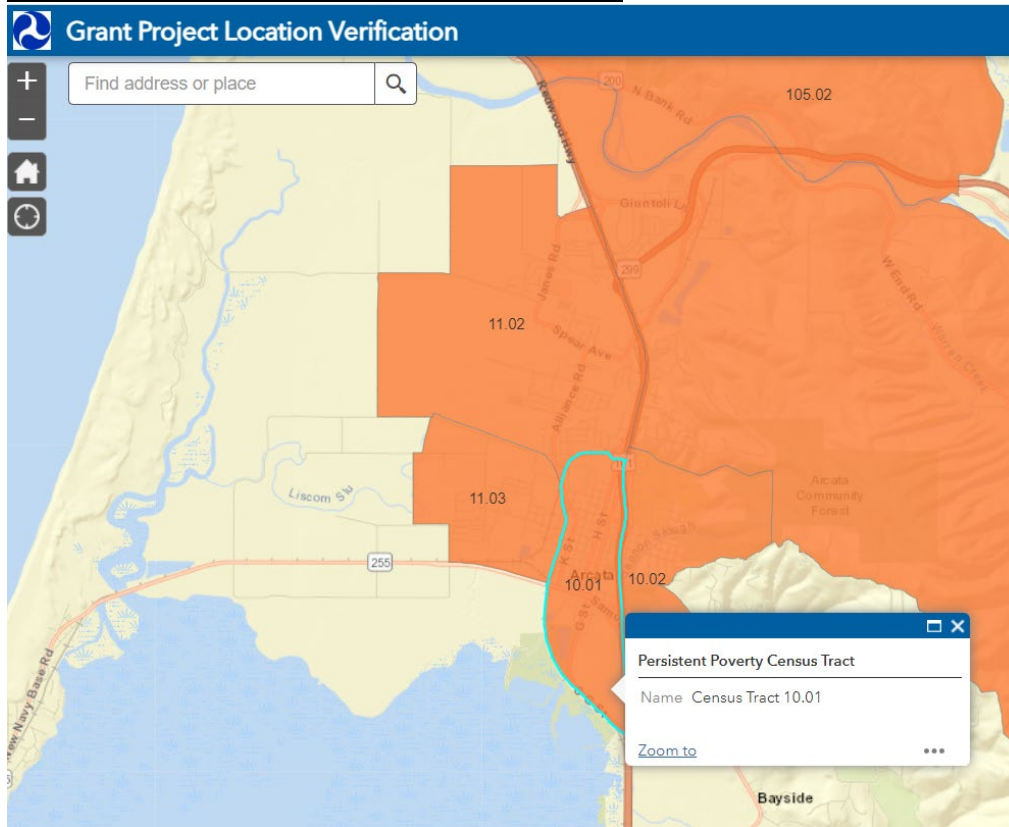 Grant Project Location Verification
+
Find address or place
−
200
N Bank Rd
105.02
Redwood Hwy
Giuntoli Ln
Janes Rd
299
W End Rd
Warren Creek
11.02
Spear Ave
Alliance Rd
101
Arcata
Community
Forest
Liscom Slu
11.03
K St
H St
255
Arcata
10.01
10.02
G St
New Navy Base Rd
Persistent Poverty Census Tract
Name Census Tract 10.01
Zoom to
•••
Bayside